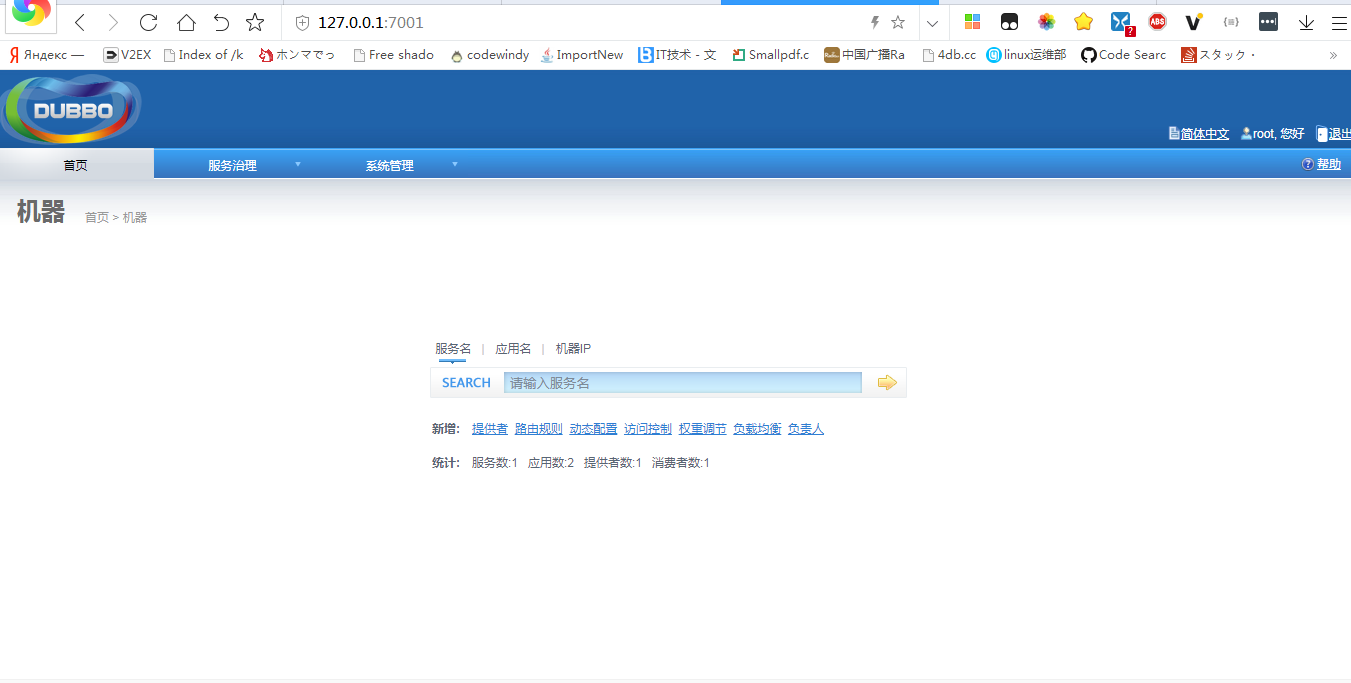 127.0.0.1:7001
ABS
?
Яндекс —
V2EX
Index of /k
ホンマでっ
Free shado
codewindy
ImportNew
IT技术 - 文
Smallpdf.c
中国广播Ra
4db.cc
linux运维部
Code Searc
スタック・
»
DUBBO
简体中文 root, 您好 退出
首页 服务治理 系统管理 ? 帮助
机器 首页 > 机器
服务名 | 应用名 | 机器IP
SEARCH 请输入服务名
新增: 提供者 路由规则 动态配置 访问控制 权重调节 负载均衡 负责人
统计: 服务数:1 应用数:2 提供者数:1 消费者数:1